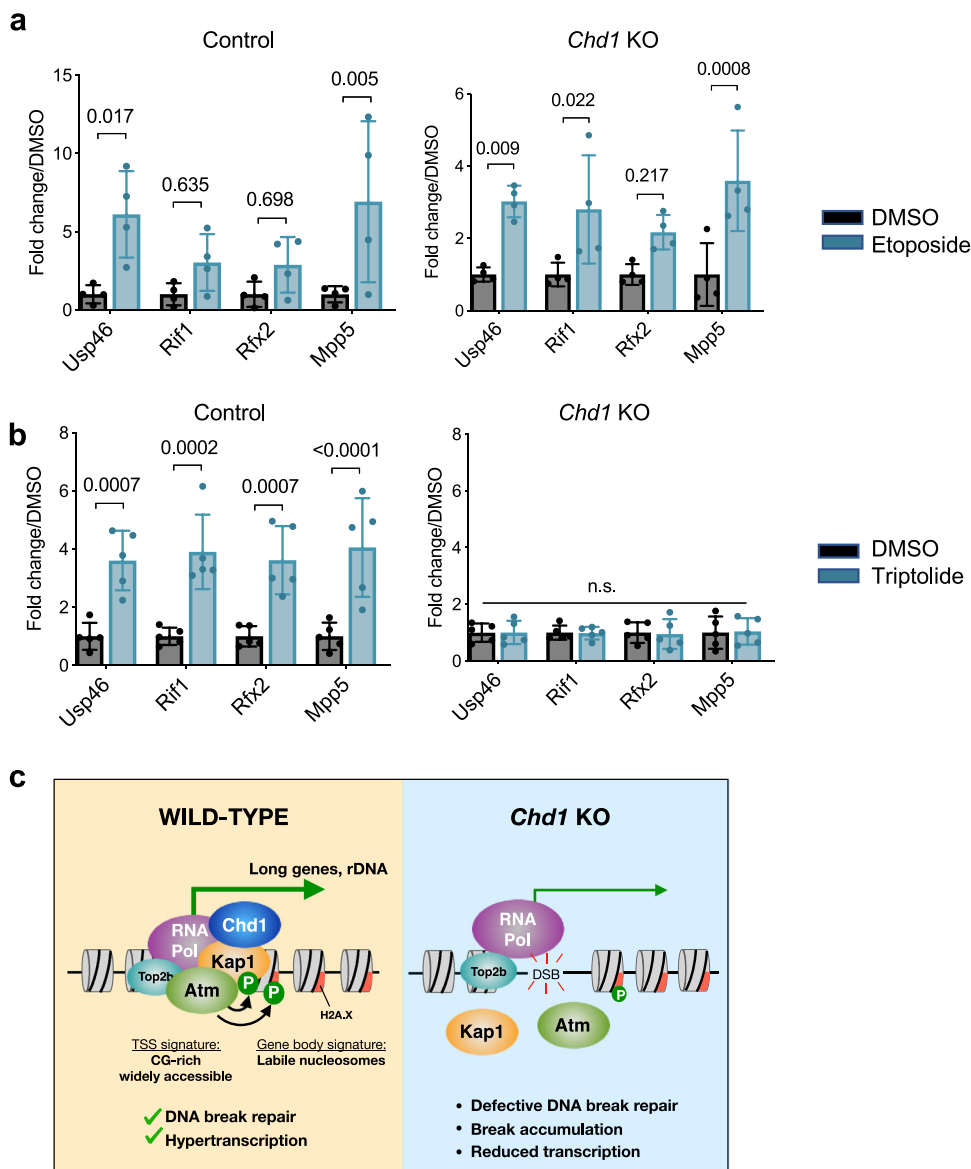 a
Control
Fold change/DMSO
15
10
5
0
0.017
0.635
0.698
0.005
Usp46
Rif1
Rfx2
Mpp5
Chd1 KO
Fold change/DMSO
6
4
2
0
0.009
0.022
0.217
0.0008
Usp46
Rif1
Rfx2
Mpp5
DMSO
Etoposide
b
Control
Fold change/DMSO
8
6
4
2
0
0.0007
0.0002
0.0007
<0.0001
Usp46
Rif1
Rfx2
Mpp5
Chd1 KO
Fold change/DMSO
8
6
4
2
0
n.s.
Usp46
Rif1
Rfx2
Mpp5
DMSO
Triptolide
c
WILD-TYPE
Long genes, rDNA
RNA
Pol
Chd1
Kap1
Top2b
Atm
P
P
H2A.X
TSS signature:
CG-rich
widely accessible
Gene body signature:
Labile nucleosomes
✓ DNA break repair
✓ Hypertranscription
Chd1 KO
RNA
Pol
Top2b
DSB
P
Kap1
Atm
• Defective DNA break repair
• Break accumulation
• Reduced transcription